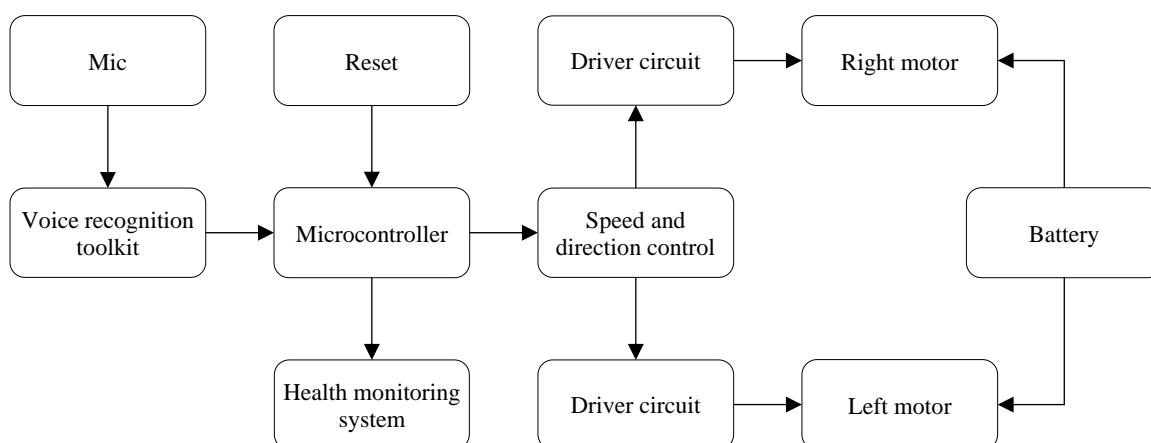 Mic
Reset
Driver circuit
Right motor
Voice recognition
toolkit
Microcontroller
Speed and
direction control
Battery
Health monitoring
system
Driver circuit
Left motor